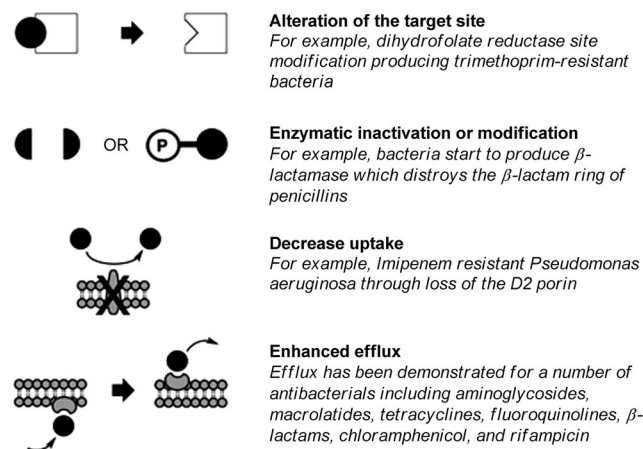 Alteration of the target site
For example, dihydrofolate reductase site
modification producing trimethoprim-resistant
bacteria
OR
P
Enzymatic inactivation or modification
For example, bacteria start to produce β-
lactamase which distroys the β-lactam ring of
penicillins
Decrease uptake
For example, Imipenem resistant Pseudomonas
aeruginosa through loss of the D2 porin
Enhanced efflux
Efflux has been demonstrated for a number of
antibacterials including aminoglycosides,
macrolatides, tetracyclines, fluoroquinolines, β-
lactams, chloramphenicol, and rifampicin